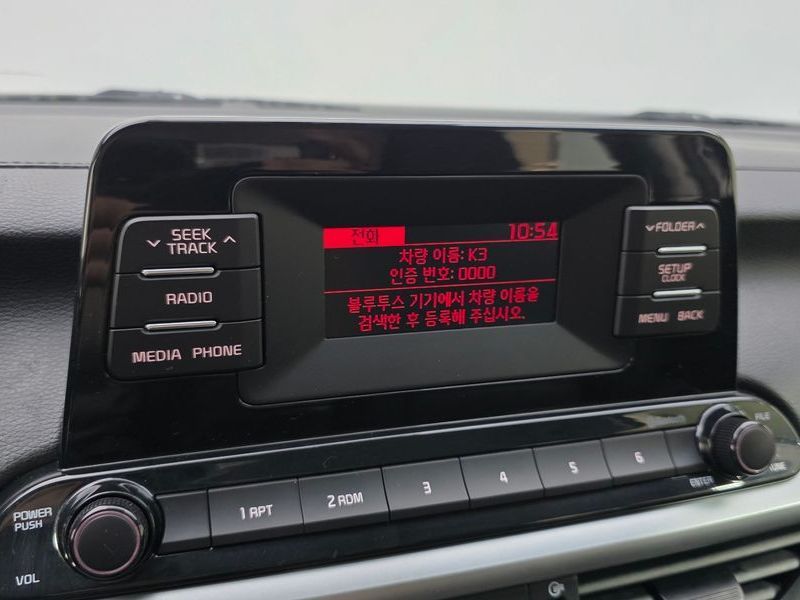 전화 10:54
차량 이름: K3
인증 번호: 0000
블루투스 기기에서 차량 이름을
검색한 후 등록해 주십시오.
SEEK
TRACK
RADIO
MEDIA PHONE
FOLDER
SETUP
CLOCK
MENU BACK
POWER
PUSH
VOL
1 RPT
2 RDM
3
4
5
6
FILE
TUNE
ENTER